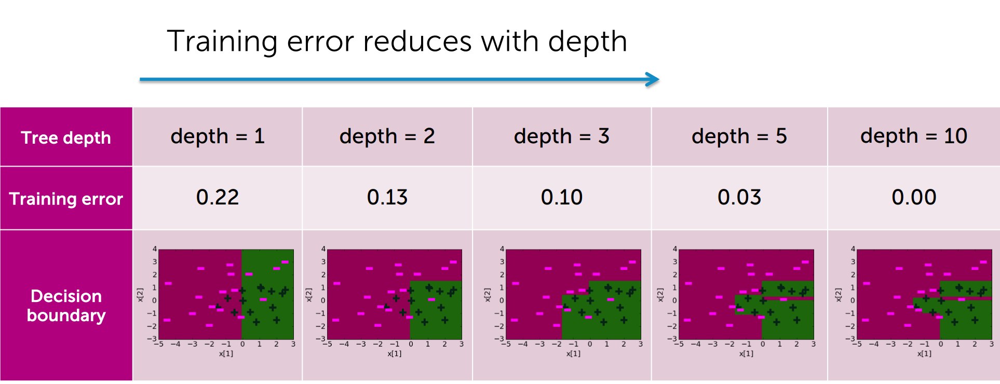 Training error reduces with depth
Tree depth
depth = 1
depth = 2
depth = 3
depth = 5
depth = 10
Training error
0.22
0.13
0.10
0.03
0.00
Decision
boundary
x[2]
4
3
2
1
0
−1
−2
−3
−5 −4 −3 −2 −1 0 1 2 3
x[1]
x[2]
4
3
2
1
0
−1
−2
−3
−5 −4 −3 −2 −1 0 1 2 3
x[1]
x[2]
4
3
2
1
0
−1
−2
−3
−5 −4 −3 −2 −1 0 1 2 3
x[1]
x[2]
4
3
2
1
0
−1
−2
−3
−5 −4 −3 −2 −1 0 1 2 3
x[1]
x[2]
4
3
2
1
0
−1
−2
−3
−5 −4 −3 −2 −1 0 1 2 3
x[1]